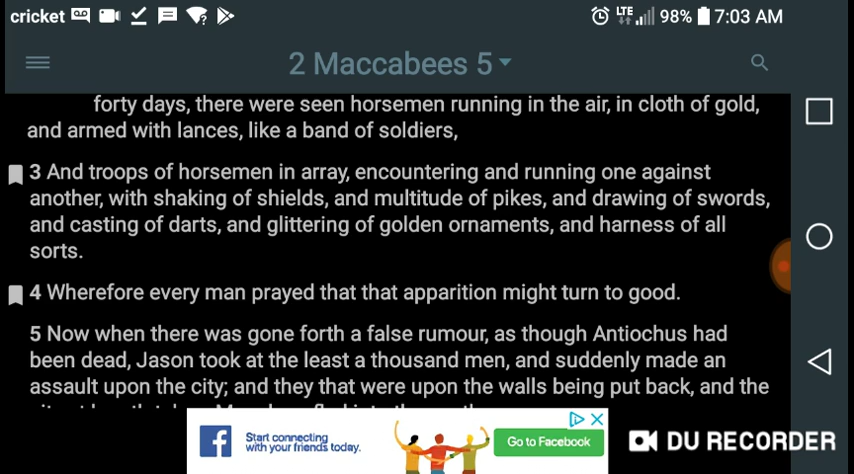 cricket 98% 7:03 AM
LTE
2 Maccabees 5
forty days, there were seen horsemen running in the air, in cloth of gold,
and armed with lances, like a band of soldiers,
3 And troops of horsemen in array, encountering and running one against
another, with shaking of shields, and multitude of pikes, and drawing of swords,
and casting of darts, and glittering of golden ornaments, and harness of all
sorts.
4 Wherefore every man prayed that that apparition might turn to good.
5 Now when there was gone forth a false rumour, as though Antiochus had
been dead, Jason took at the least a thousand men, and suddenly made an
assault upon the city; and they that were upon the walls being put back, and the
Start connecting
with your friends today.
Go to Facebook
DU RECORDER